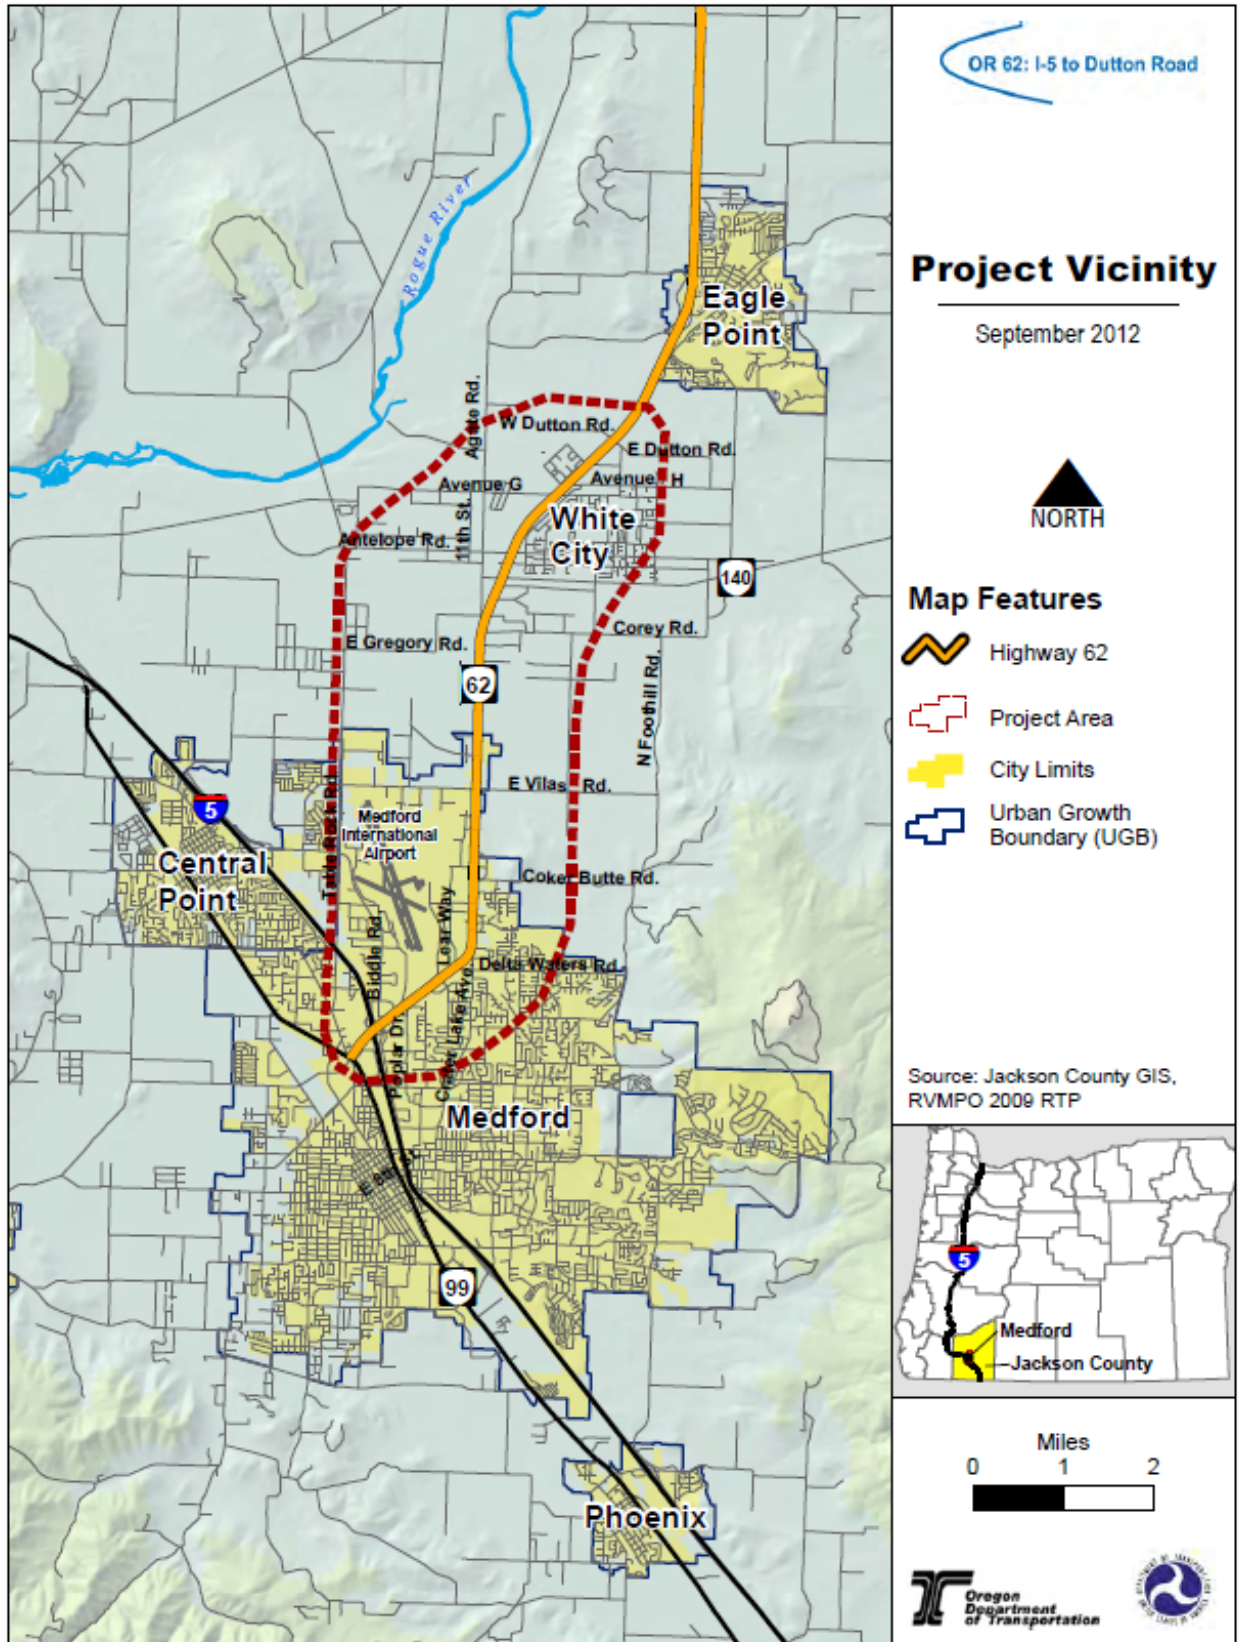 OR 62: I-5 to Dutton Road
Project Vicinity
September 2012
NORTH
Map Features
Highway 62
Project Area
City Limits
Urban Growth
Boundary (UGB)
Source: Jackson County GIS,
RVMPO 2009 RTP
5
Medford
Jackson County
Miles
0 1 2
Oregon
Department
of Transportation
Rogue River
Eagle
Point
Agate Rd.
W Dutton Rd.
E Dutton Rd.
Avenue G
Avenue H
White
City
11th St.
Antelope Rd.
140
Corey Rd.
E Gregory Rd.
62
N Foothill Rd.
E Vilas Rd.
Table Rock Rd.
Medford
International
Airport
5
Central
Point
Coker Butte Rd.
Lear Way
Biddle Rd.
Delta Waters Rd.
Crater Lake Ave.
Poplar Dr.
Medford
99
Phoenix